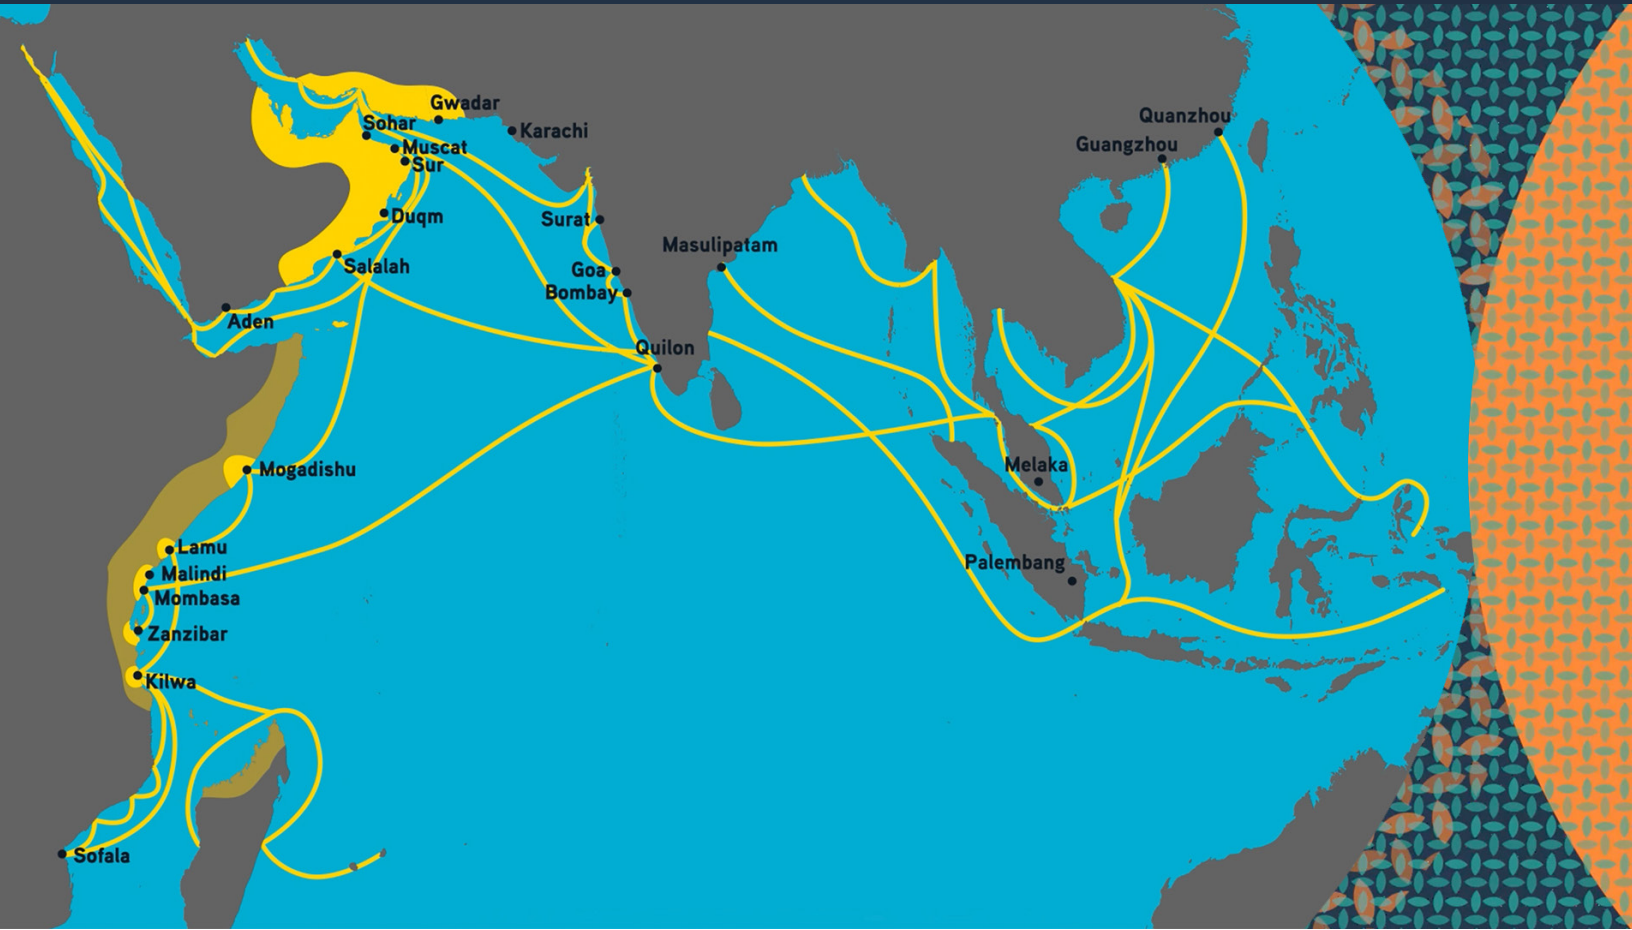 Gwadar
Quanzhou
Sohar
Karachi
Guangzhou
Muscat
Sur
Duqm
Surat
Masulipatam
Salalah
Goa
Bombay
Aden
Quilon
Mogadishu
Melaka
Lamu
Palembang
Malindi
Mombasa
Zanzibar
Kilwa
Sofala